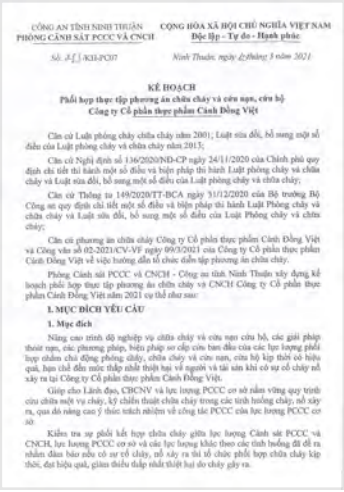 CÔNG AN TỈNH NINH THUẬN
PHÒNG CẢNH SÁT PCCC VÀ CNCH
CỘNG HÒA XÃ HỘI CHỦ NGHĨA VIỆT NAM
Độc lập - Tự do - Hạnh phúc
Số: /KH-PC07
Ninh Thuận, ngày tháng 3 năm 2021
KẾ HOẠCH
Phối hợp thực tập phương án chữa cháy và cứu nạn, cứu hộ
Công ty Cổ phần thực phẩm Cánh Đồng Việt
Căn cứ Luật phòng cháy chữa cháy năm 2001; Luật sửa đổi, bổ sung một số
điều của Luật phòng cháy và chữa cháy năm 2013;
Căn cứ Nghị định số 136/2020/NĐ-CP ngày 24/11/2020 của Chính phủ quy
định chi tiết thi hành một số điều và biện pháp thi hành Luật phòng cháy và chữa
cháy và Luật sửa đổi, bổ sung một số điều của Luật Phòng cháy và chữa cháy;
Căn cứ Thông tư 149/2020/TT-BCA ngày 31/12/2020 của Bộ trưởng Bộ
Công an quy định chi tiết một số điều và biện pháp thi hành Luật Phòng cháy và
chữa cháy và Luật sửa đổi, bổ sung một số điều của Luật Phòng cháy và chữa
cháy;
Căn cứ phương án chữa cháy Công ty Cổ phần thực phẩm Cánh Đồng Việt
và Công văn số 02-2021/CV-VF ngày 09/3/2021 của Công ty Cổ phần thực phẩm
Cánh Đồng Việt về việc hướng dẫn tổ chức diễn tập phương án chữa cháy.
Phòng Cảnh sát PCCC và CNCH - Công an tỉnh Ninh Thuận xây dựng kế
hoạch phối hợp thực tập phương án chữa cháy và CNCH Công ty Cổ phần thực
phẩm Cánh Đồng Việt năm 2021 cụ thể như sau:
I. MỤC ĐÍCH YÊU CẦU
1. Mục đích
Nâng cao trình độ nghiệp vụ chữa cháy và cứu nạn cứu hộ, các giải pháp
thoát nạn, các phương pháp, biện pháp sơ cấp cứu ban đầu của các lực lượng phối
hợp nhằm chủ động phòng cháy, chữa cháy và cứu nạn, cứu hộ kịp thời có hiệu
quả, hạn chế đến mức thấp nhất thiệt hại về người và tài sản khi có sự cố cháy nổ
xảy ra tại Công ty Cổ phần thực phẩm Cánh Đồng Việt.
Giúp cho Lãnh đạo, CBCNV và lực lượng PCCC cơ sở nắm vững quy trình
cứu chữa một vụ cháy, kỹ chiến thuật chữa cháy trong các tình huống cháy, nổ xảy
ra, qua đó nâng cao ý thức trách nhiệm về công tác PCCC của lực lượng PCCC cơ
sở.
Kiểm tra sự phối kết hợp chữa cháy giữa lực lượng Cảnh sát PCCC và
CNCH, lực lượng PCCC cơ sở và các lực lượng khác theo các tình huống đã đề ra
nhằm đảm bảo nếu có sự cố cháy, nổ xảy ra thì tổ chức phối hợp chữa cháy kịp
thời, đạt hiệu quả, giảm thiểu thấp nhất thiệt hại do cháy gây ra.